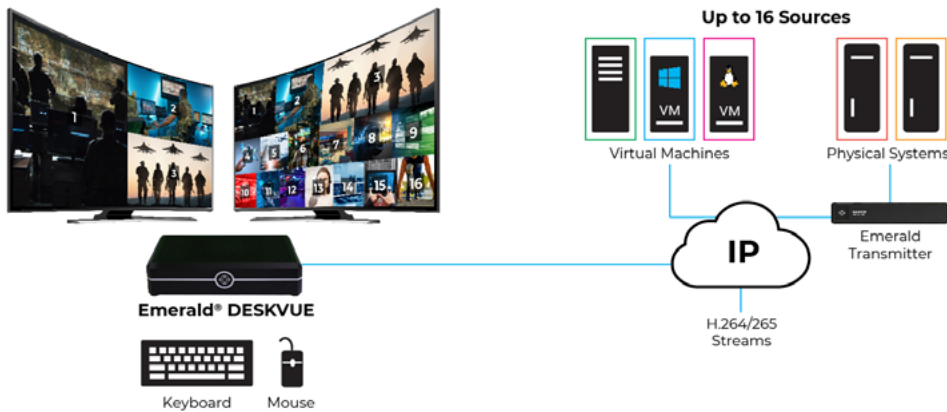 Up to 16 Sources
1
2
3
1
2
3
4
5
6
7
8
9
10
11
12
13
14
15
16
VM
VM
Virtual Machines
Physical Systems
IP
Emerald
Transmitter
Emerald® DESKVUE
H.264/265
Streams
Keyboard
Mouse